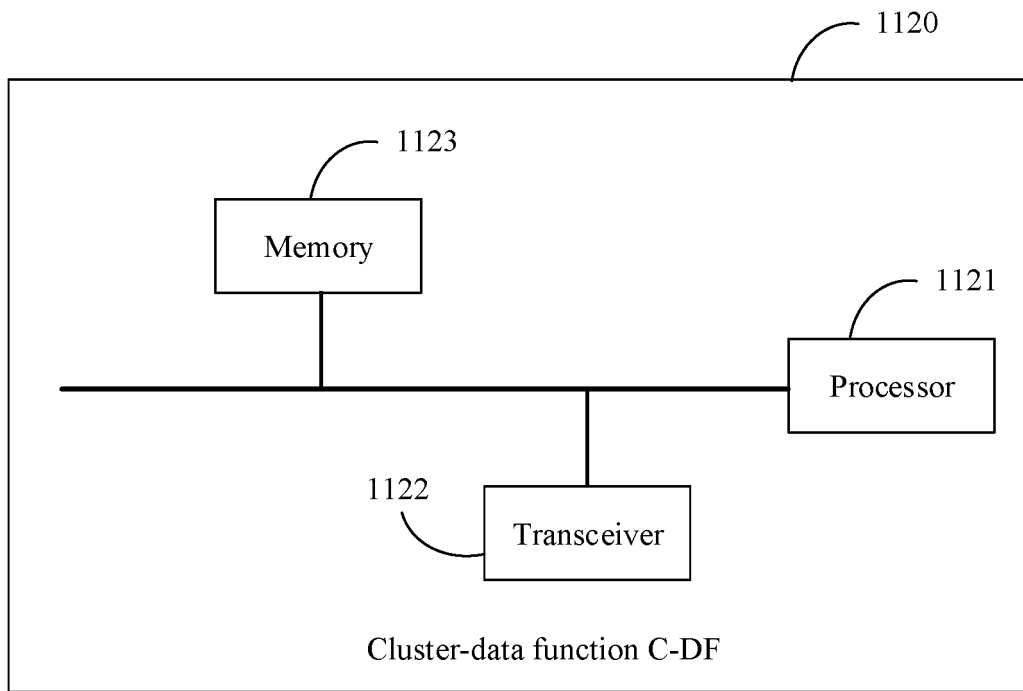 1120
1123
Memory
1121
Processor
1122
Transceiver
Cluster-data function C-DF